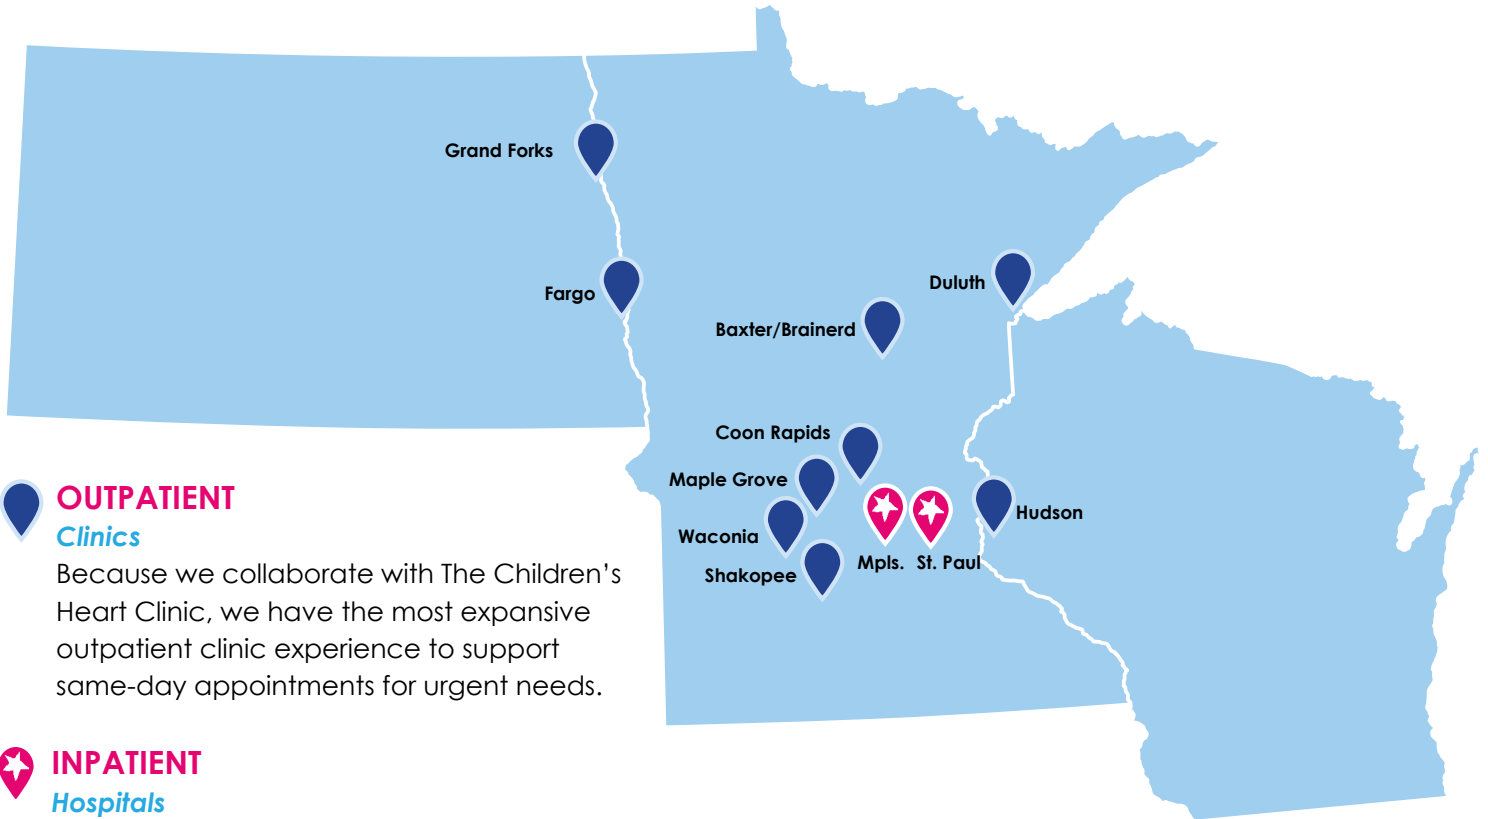 Grand Forks
Fargo
Duluth
Baxter/Brainerd
Coon Rapids
Maple Grove
Waconia
Shakopee
Mpls.
St. Paul
Hudson
OUTPATIENT
Clinics
Because we collaborate with The Children’s
Heart Clinic, we have the most expansive
outpatient clinic experience to support
same-day appointments for urgent needs.
INPATIENT
Hospitals